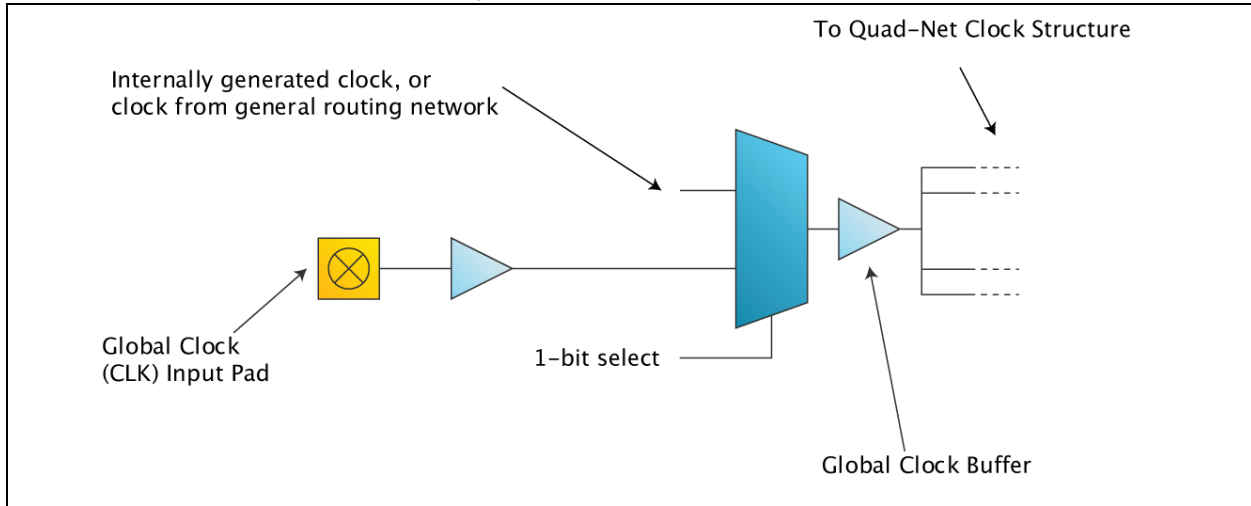 To Quad-Net Clock Structure
Internally generated clock, or
clock from general routing network
Global Clock
(CLK) Input Pad
1-bit select
Global Clock Buffer